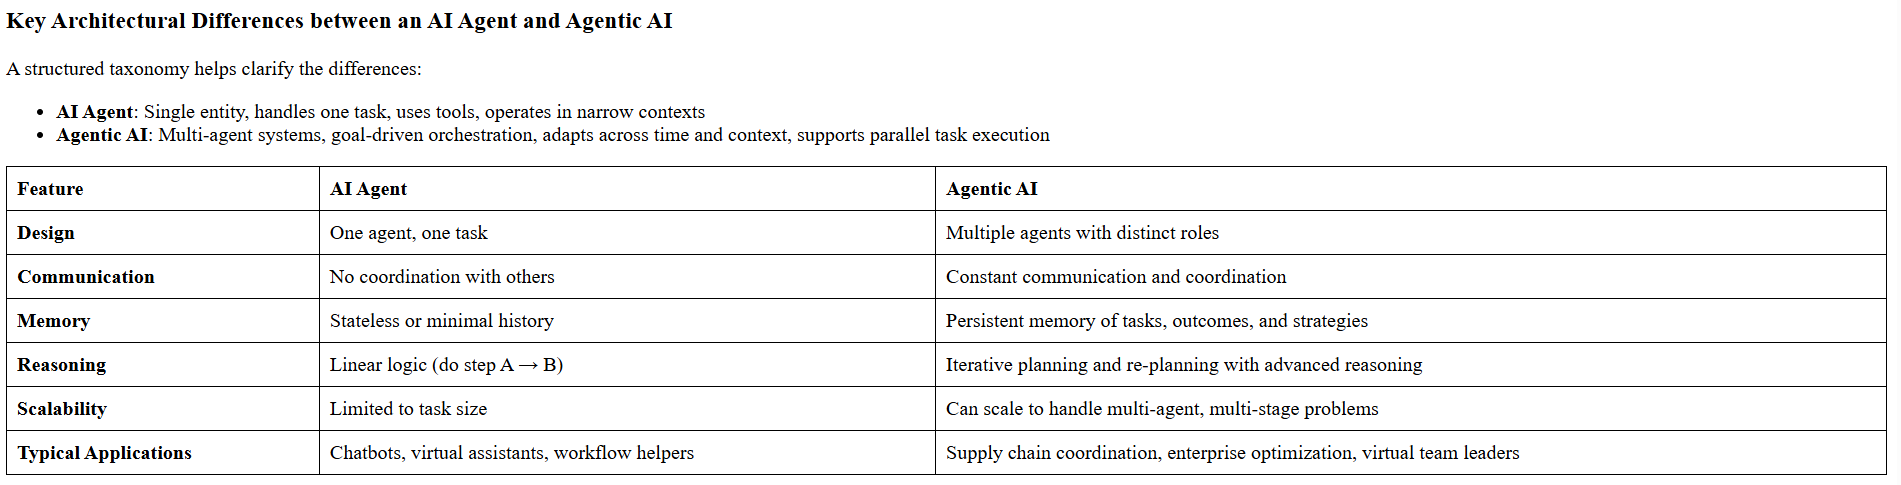 Key Architectural Differences between an AI Agent and Agentic AI
A structured taxonomy helps clarify the differences:
• AI Agent: Single entity, handles one task, uses tools, operates in narrow contexts
• Agentic AI: Multi-agent systems, goal-driven orchestration, adapts across time and context, supports parallel task execution
Feature AI Agent Agentic AI
Design One agent, one task Multiple agents with distinct roles
Communication No coordination with others Constant communication and coordination
Memory Stateless or minimal history Persistent memory of tasks, outcomes, and strategies
Reasoning Linear logic (do step A → B) Iterative planning and re-planning with advanced reasoning
Scalability Limited to task size Can scale to handle multi-agent, multi-stage problems
Typical Applications Chatbots, virtual assistants, workflow helpers Supply chain coordination, enterprise optimization, virtual team leaders